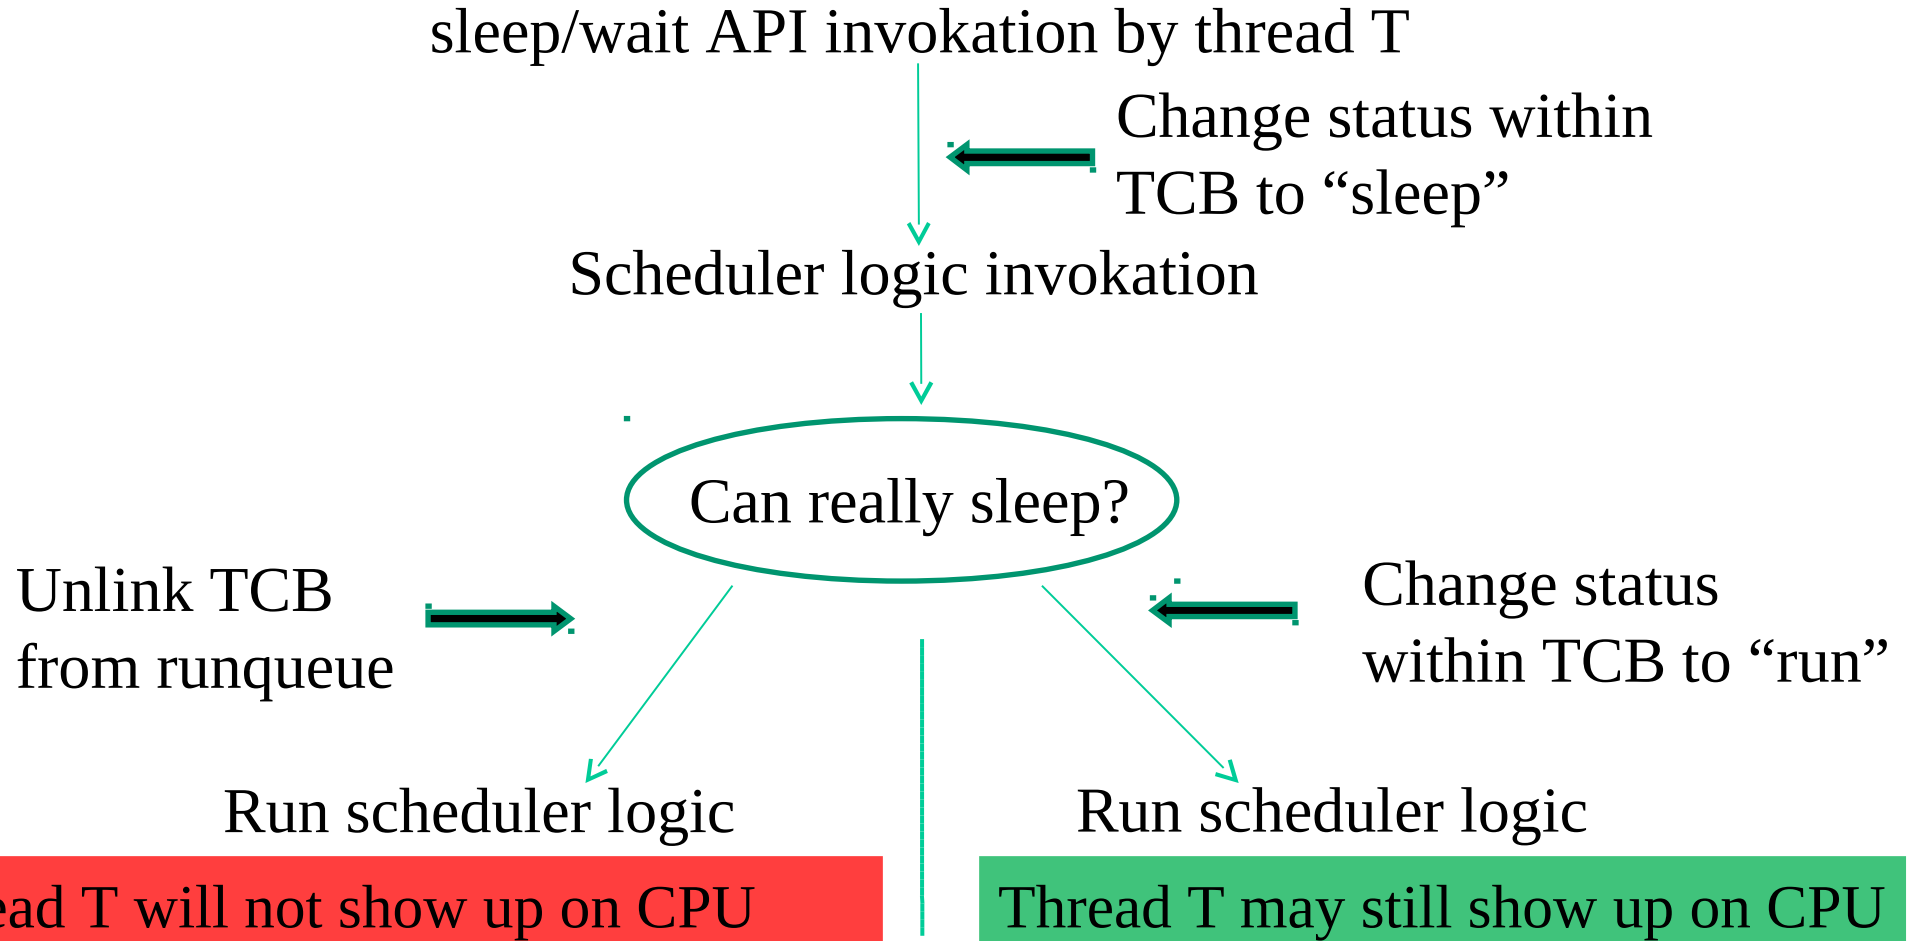 sleep/wait API invokation by thread T
Change status within
TCB to “sleep”
Scheduler logic invokation
Can really sleep?
Unlink TCB
from runqueue
Change status
within TCB to “run”
Run scheduler logic
Run scheduler logic
T will not show up on CPU
Thread T may still show up on CPU